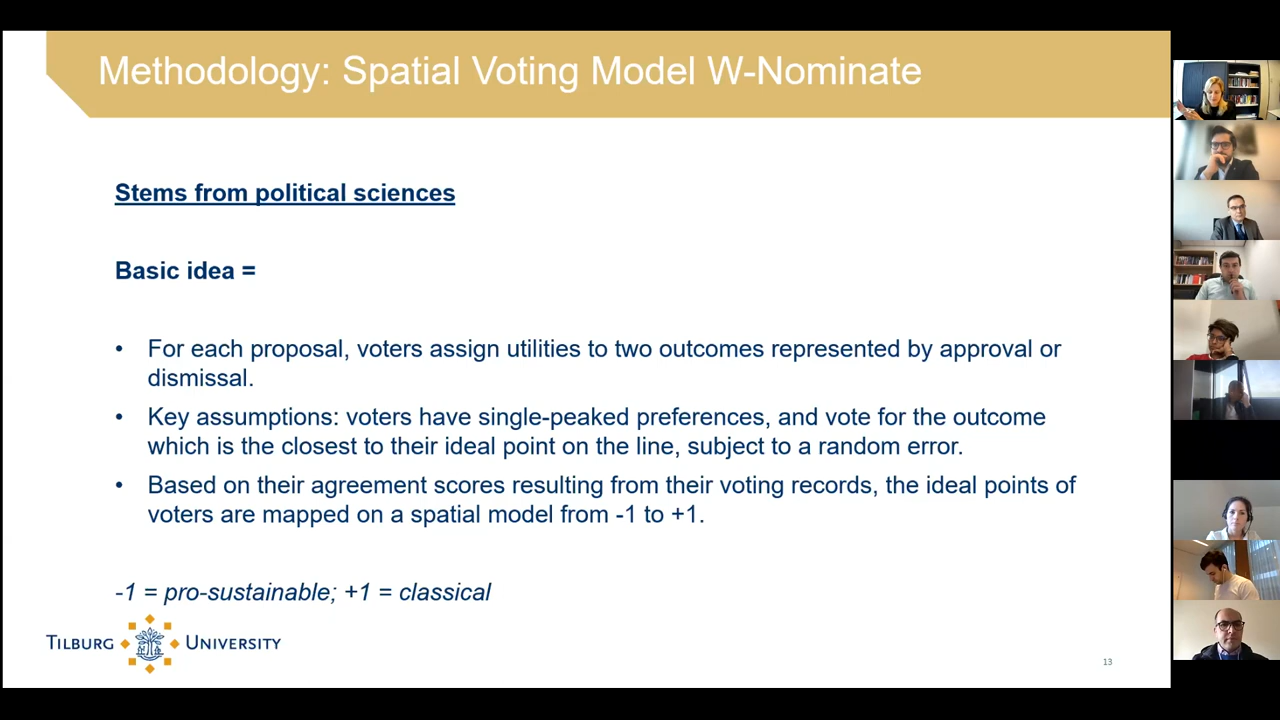 Methodology: Spatial Voting Model W-Nominate
Stems from political sciences
Basic idea =
• For each proposal, voters assign utilities to two outcomes represented by approval or
dismissal.
• Key assumptions: voters have single-peaked preferences, and vote for the outcome
which is the closest to their ideal point on the line, subject to a random error.
• Based on their agreement scores resulting from their voting records, the ideal points of
voters are mapped on a spatial model from -1 to +1.
-1 = pro-sustainable; +1 = classical
TILBURG UNIVERSITY
13